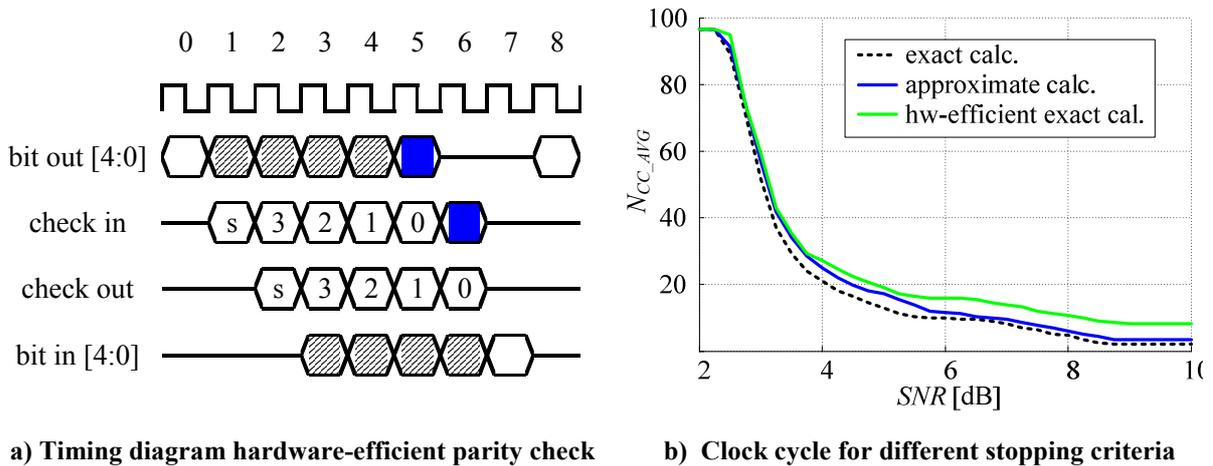 0 1 2 3 4 5 6 7 8
bit out [4:0]
check in
s 3 2 1 0
check out
s 3 2 1 0
bit in [4:0]
a) Timing diagram hardware-efficient parity check
100
80
60
40
20
N_CC_AVG
exact calc.
approximate calc.
hw-efficient exact cal.
2 4 6 8 10
SNR [dB]
b) Clock cycle for different stopping criteria